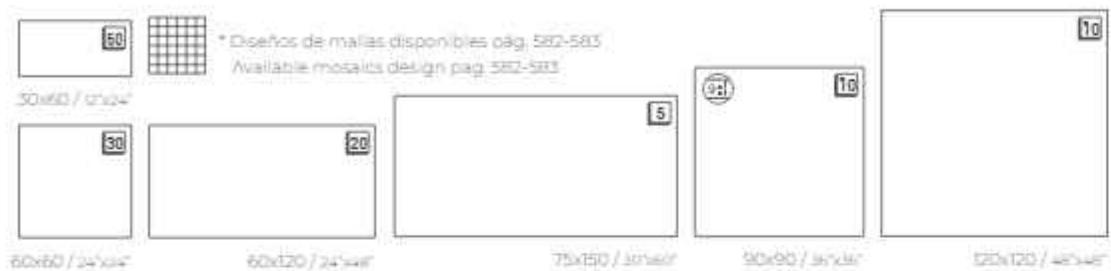 50
* Diseños de mallas disponibles pág. 582-583
Available mosaics design pag. 582-583
30x60 / 12"x24"
30
20
5
10
10
60x60 / 24"x24"
60x120 / 24"x48"
75x150 / 30"x60"
90x90 / 36"x36"
120x120 / 48"x48"